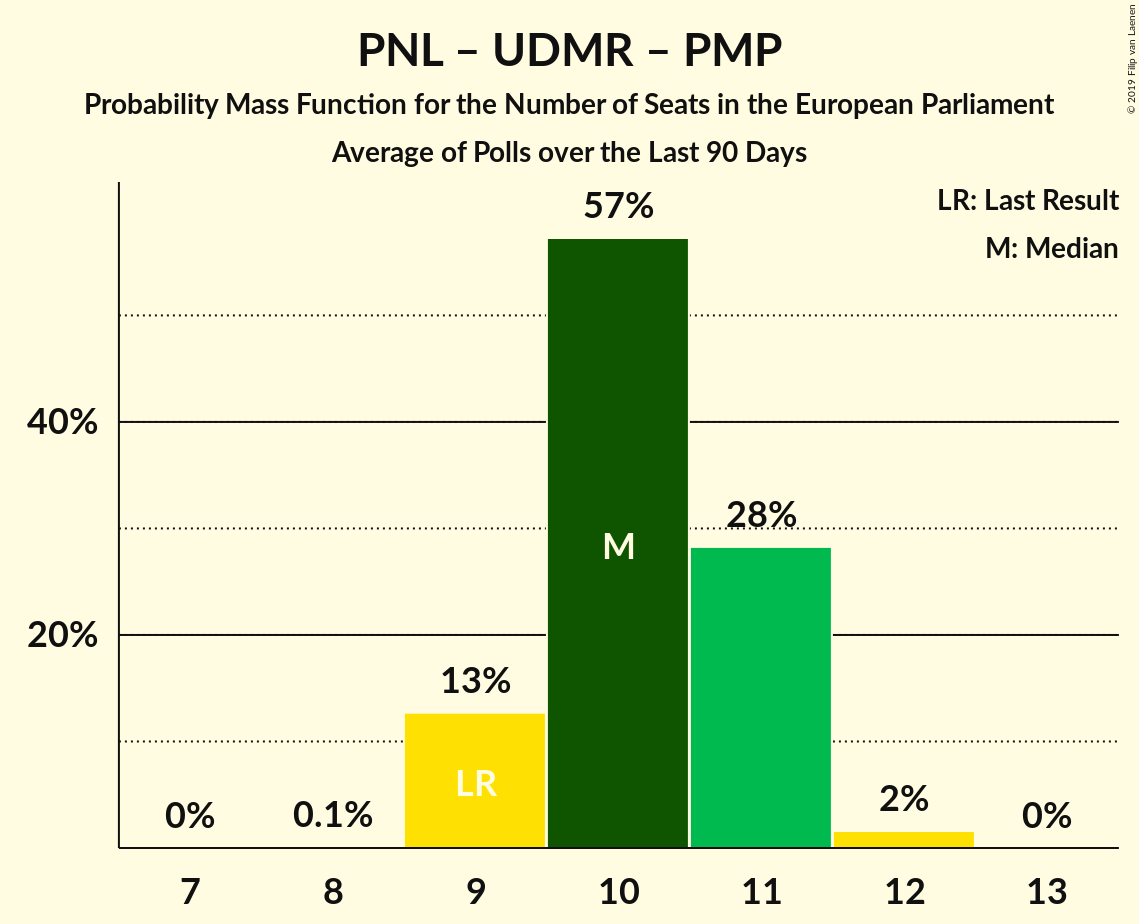 PNL – UDMR – PMP
Probability Mass Function for the Number of Seats in the European Parliament
Average of Polls over the Last 90 Days
© 2019 Filip van Laenen
LR: Last Result
M: Median
57%
40%
28%
M
20%
13%
LR
0%
0.1%
2%
0%
7 8 9 10 11 12 13